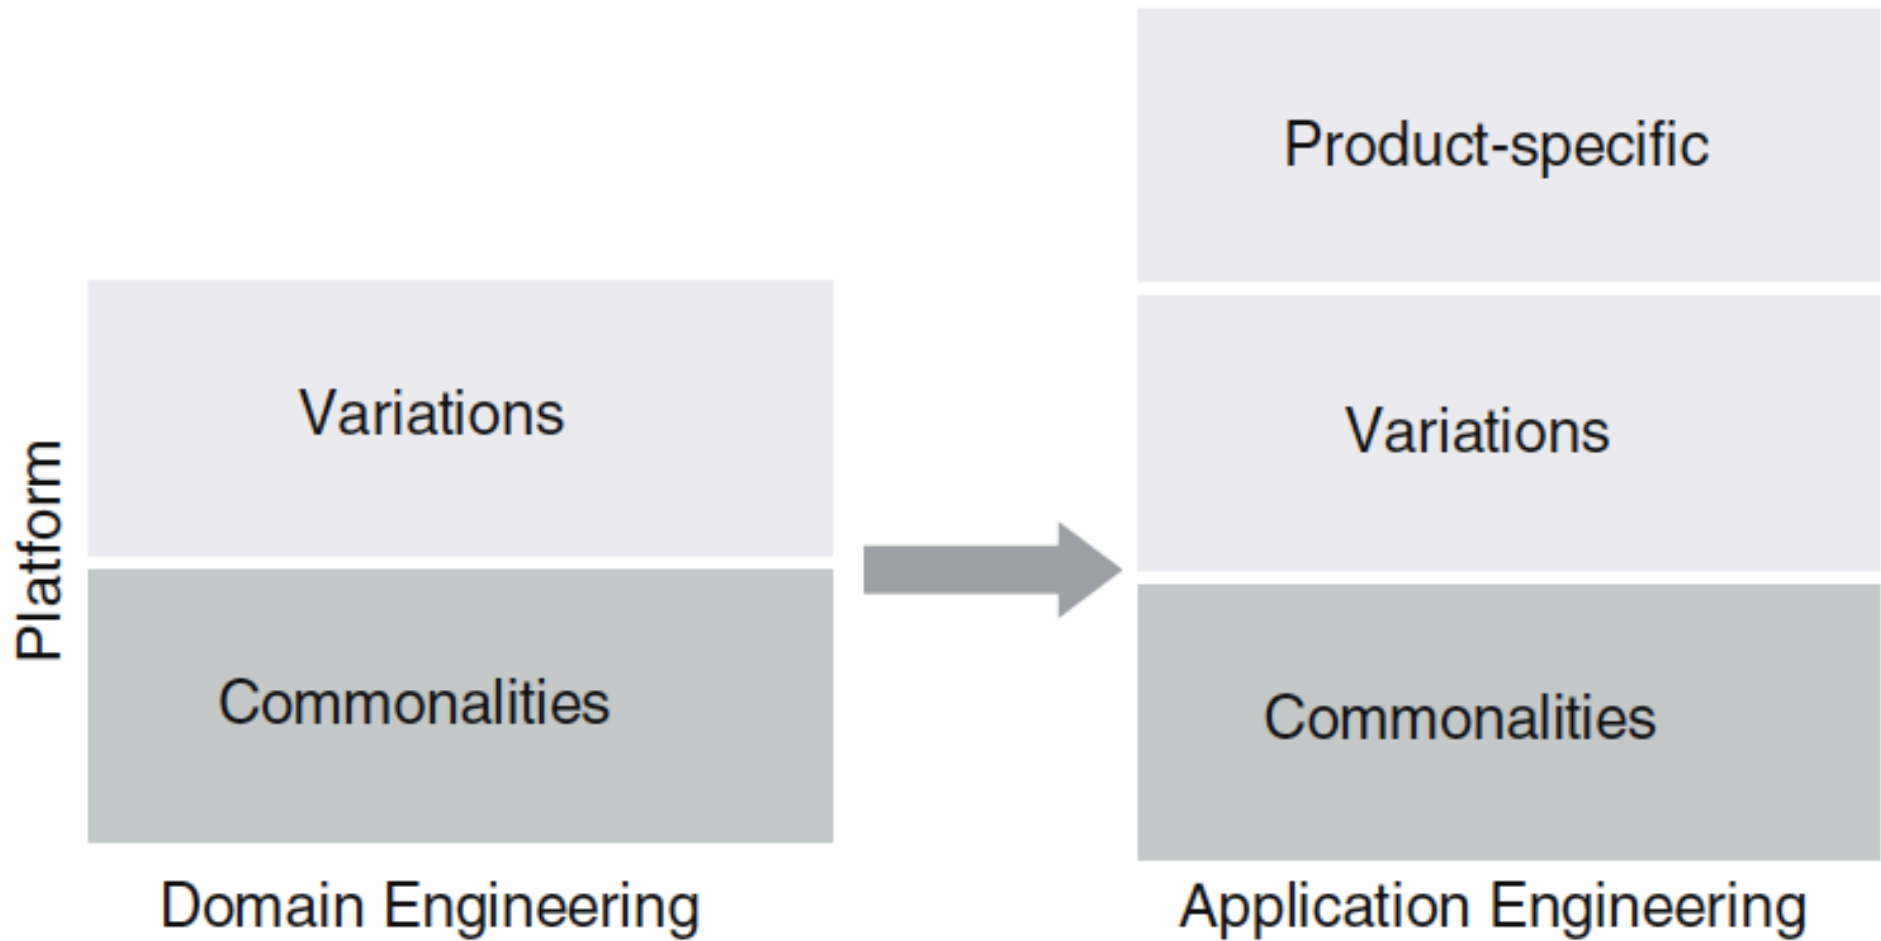 Platform
Variations
Commonalities
Domain Engineering
Product-specific
Variations
Commonalities
Application Engineering